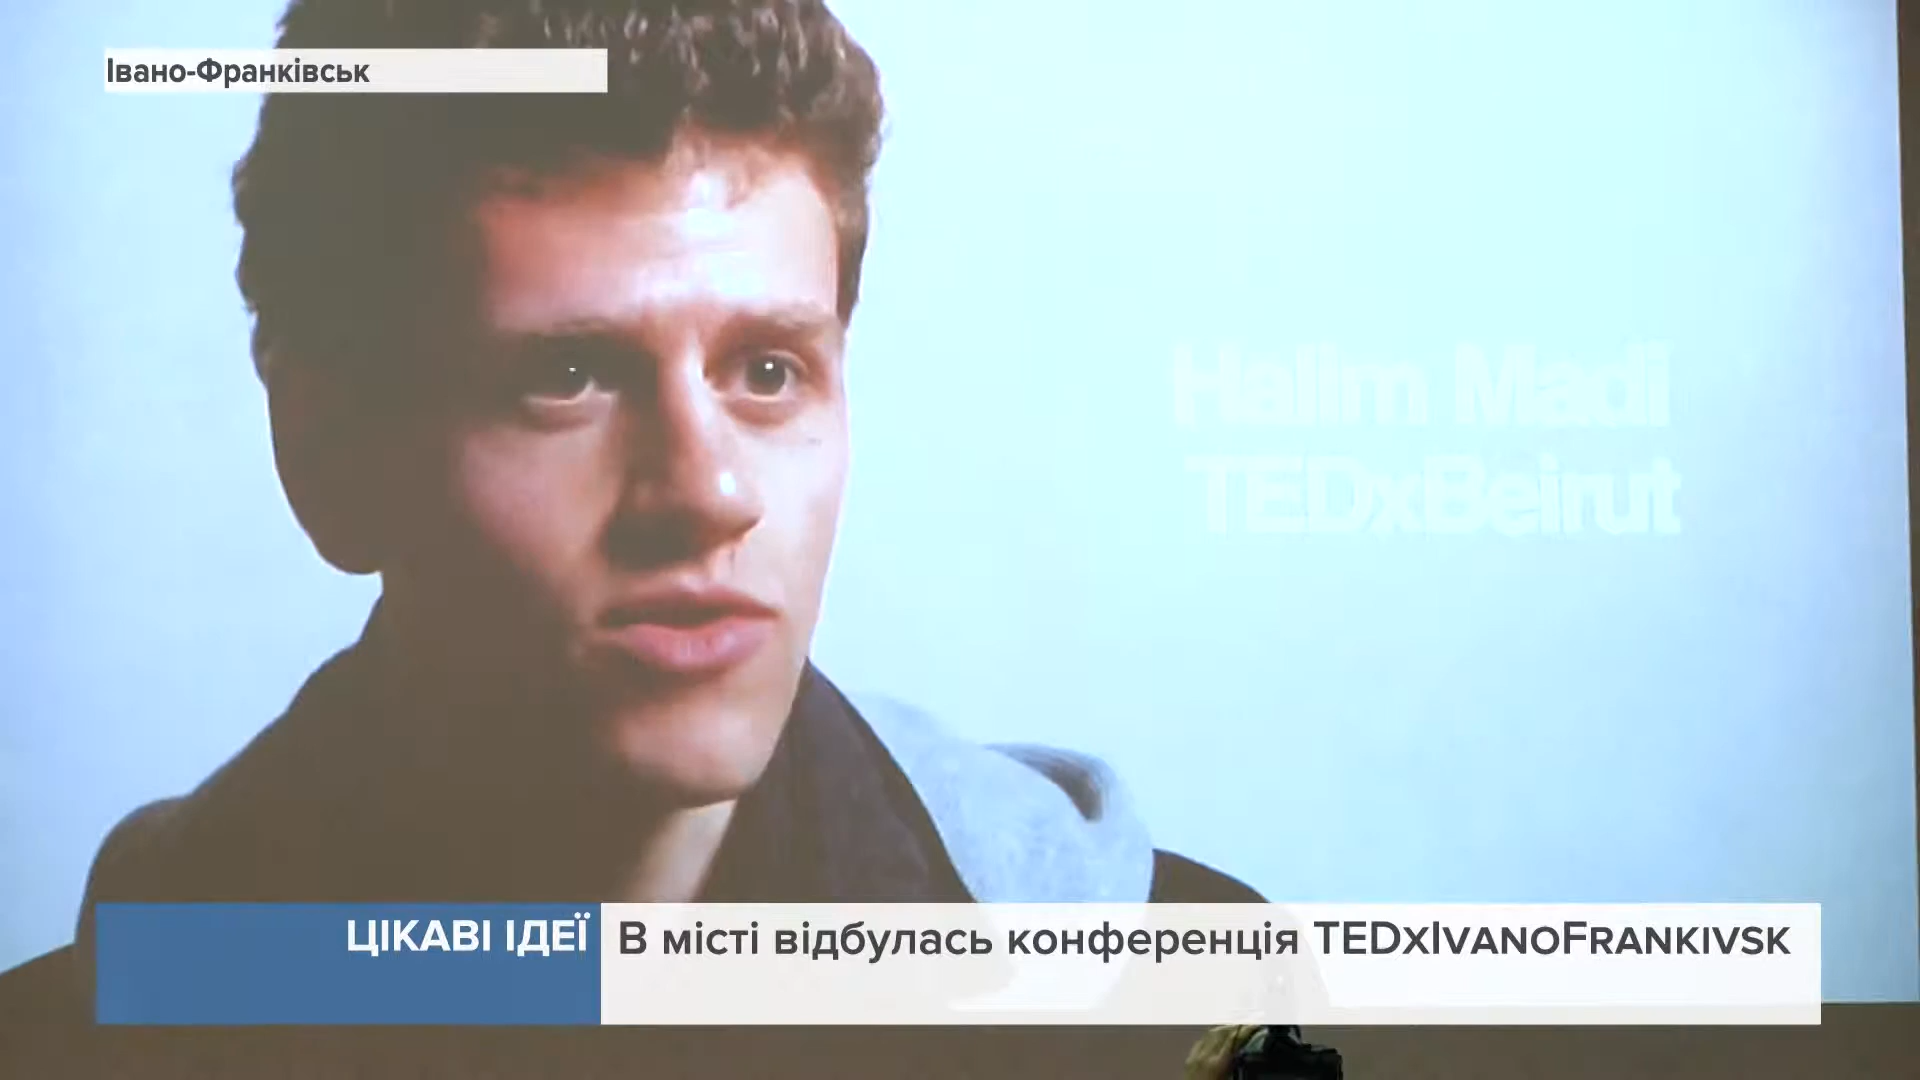 Івано-Франківськ
Halim Madi
TEDxBeirut
ЦІКАВІ ІДЕЇ
В місті відбулась конференція TEDxIvanoFrankivsk